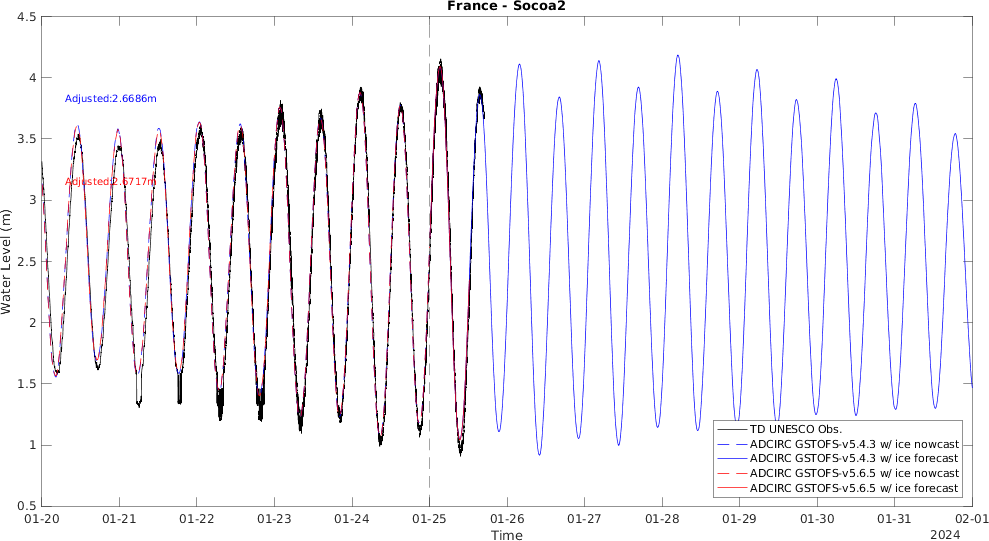 France - Socoa2
4.5
4
3.5
3
2.5
2
1.5
1
0.5
Water Level (m)
Adjusted:2.6686m
Adjusted:2.6717m
TD UNESCO Obs.
ADCIRC GSTOFS-v5.4.3 w/ ice nowcast
ADCIRC GSTOFS-v5.4.3 w/ ice forecast
ADCIRC GSTOFS-v5.6.5 w/ ice nowcast
ADCIRC GSTOFS-v5.6.5 w/ ice forecast
01-20 01-21 01-22 01-23 01-24 01-25 01-26 01-27 01-28 01-29 01-30 01-31 02-01
Time
2024